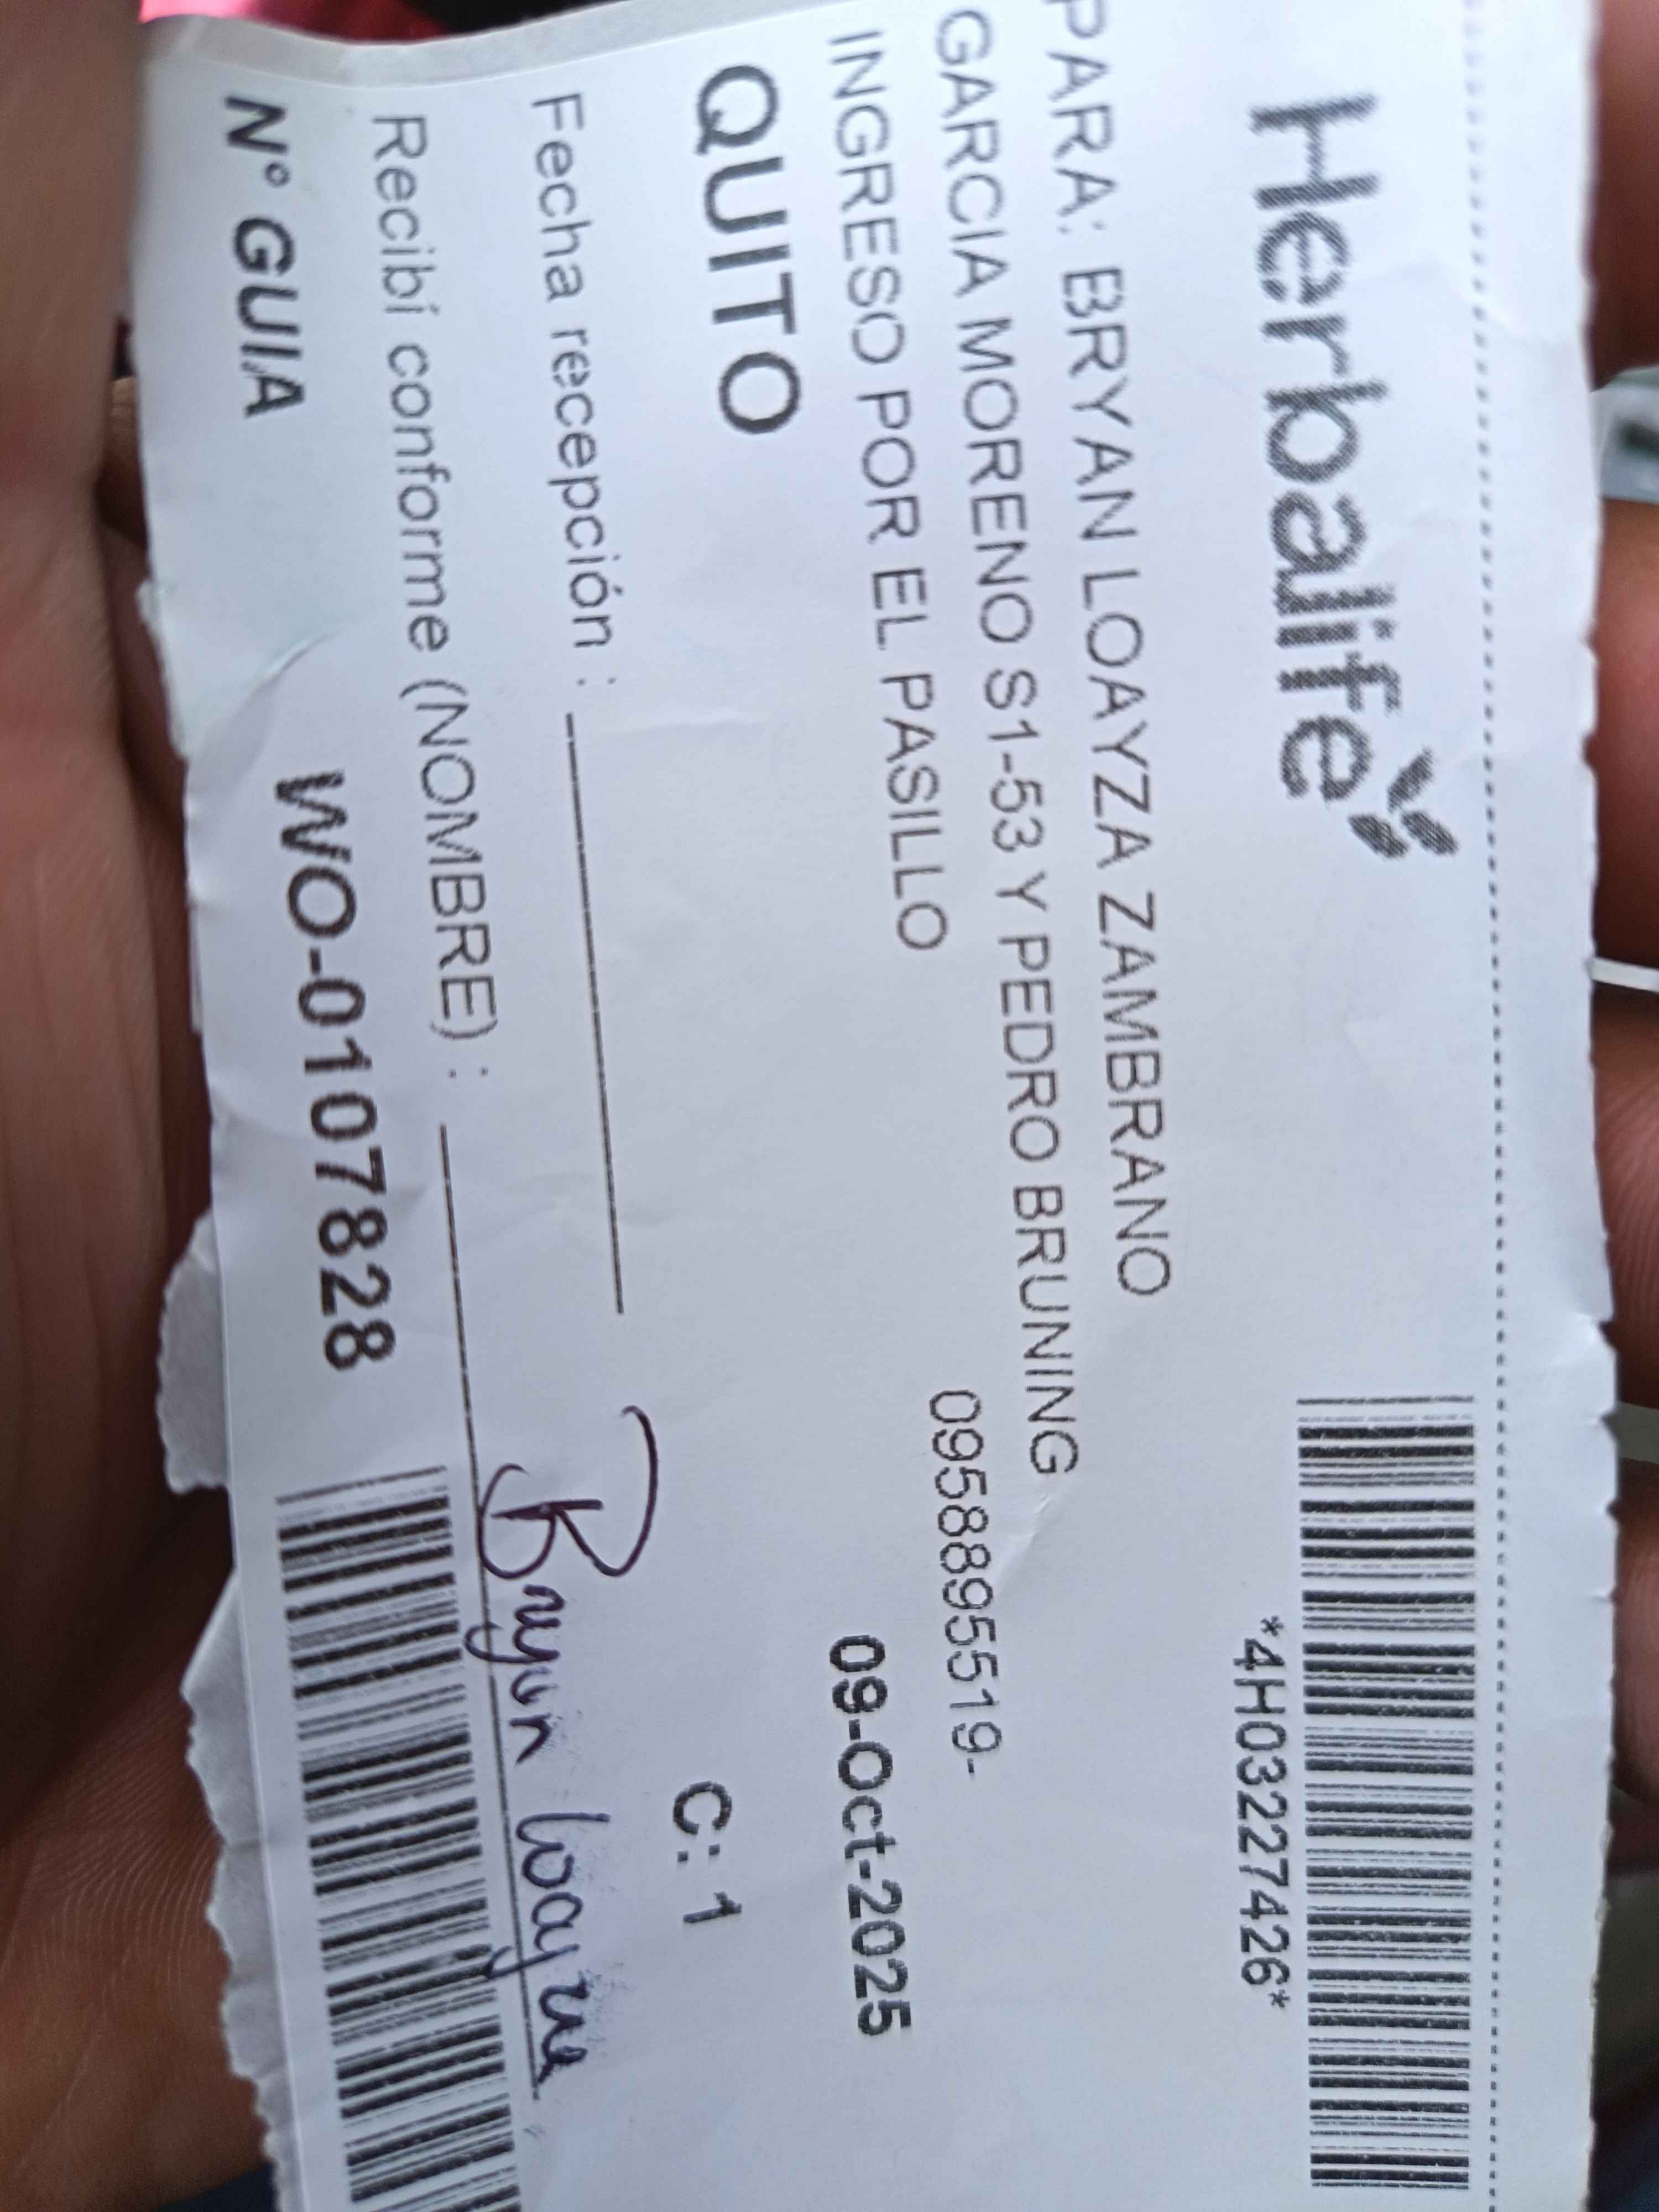 Herbalife
*4H03227426*
PARA: BRYAN LOAYZA ZAMBRANO
GARCIA MORENO S1-53 Y PEDRO BRUNING
INGRESO POR EL PASILLO
0958895519-
QUITO
09-Oct-2025
C: 1
Fecha recepción :
Recibí conforme (NOMBRE) : Bryan Loayza
N° GUIA WO-01078828